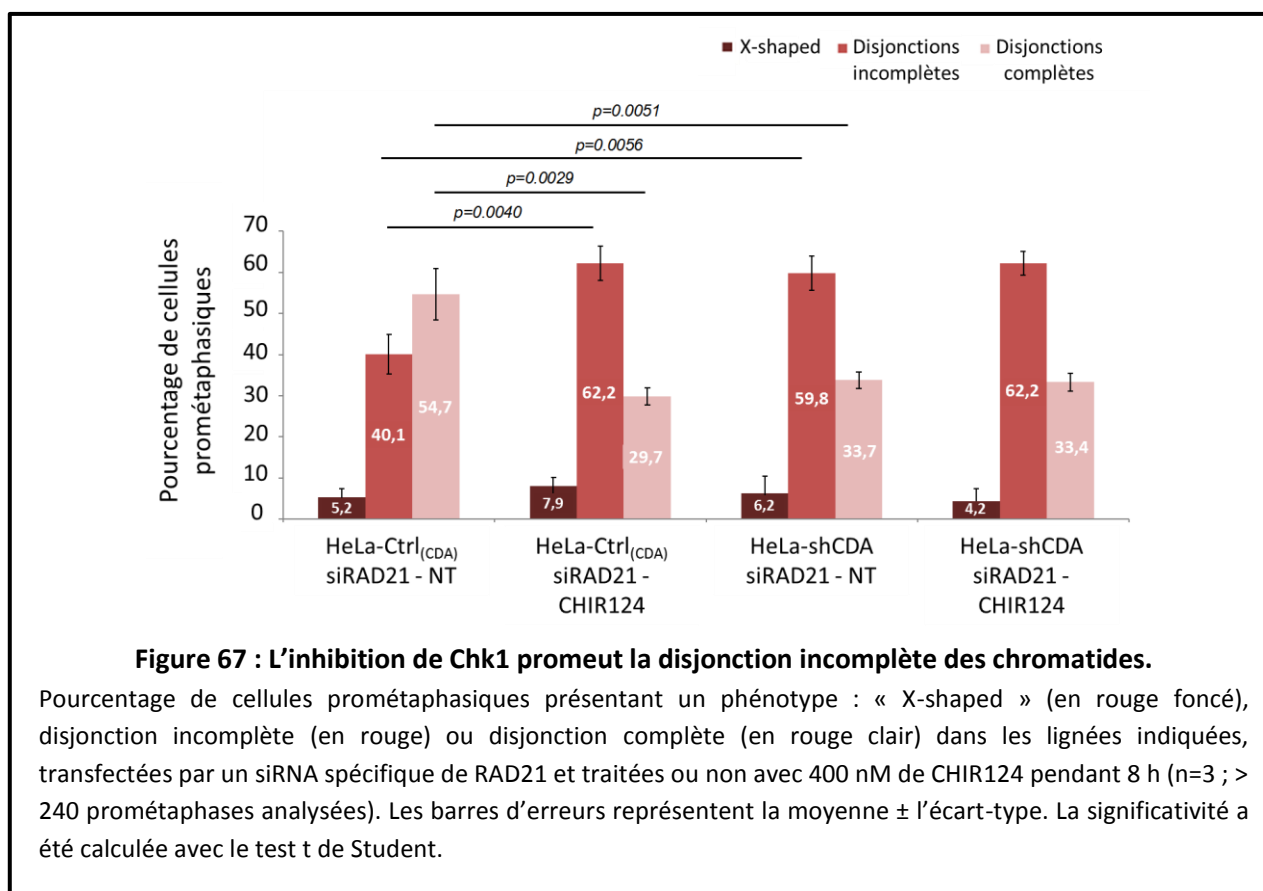 X-shaped Disjonctions incomplètes Disjonctions complètes
p=0.0051
p=0.0056
p=0.0029
p=0.0040
Pourcentage de cellules prométaphasiques
70
60
50
40
30
20
10
0
5,2 40,1 54,7
7,9 62,2 29,7
6,2 59,8 33,7
4,2 62,2 33,4
HeLa-Ctrl(CDA) siRAD21 - NT
HeLa-Ctrl(CDA) siRAD21 - CHIR124
HeLa-shCDA siRAD21 - NT
HeLa-shCDA siRAD21 - CHIR124
Figure 67 : L’inhibition de Chk1 promeut la disjonction incomplète des chromatides.
Pourcentage de cellules prométaphasiques présentant un phénotype : « X-shaped » (en rouge foncé),
disjonction incomplète (en rouge) ou disjonction complète (en rouge clair) dans les lignées indiquées,
transfectées par un siRNA spécifique de RAD21 et traitées ou non avec 400 nM de CHIR124 pendant 8 h (n=3 ; >
240 prométaphases analysées). Les barres d’erreurs représentent la moyenne ± l’écart-type. La significativité a
été calculée avec le test t de Student.